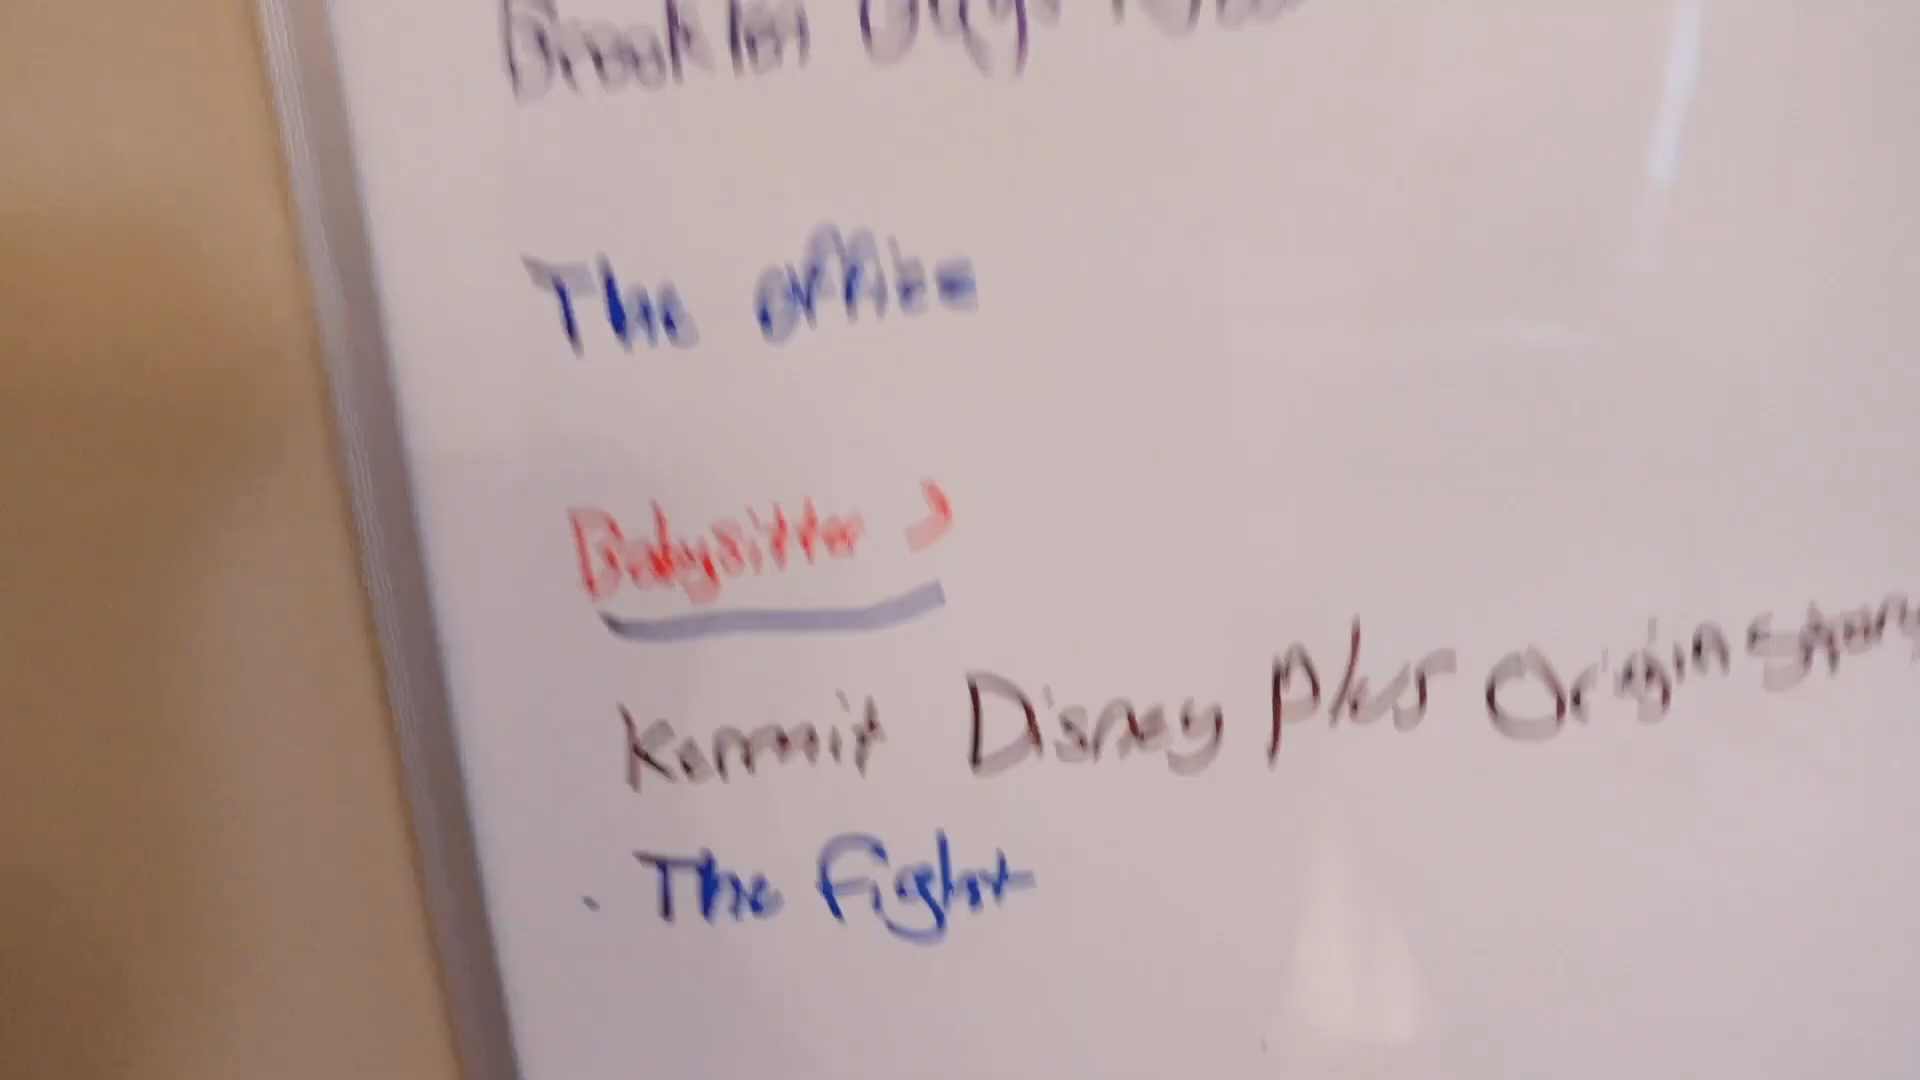 The office
Babysitter
Kermit Disney plus Origin story
The Fight